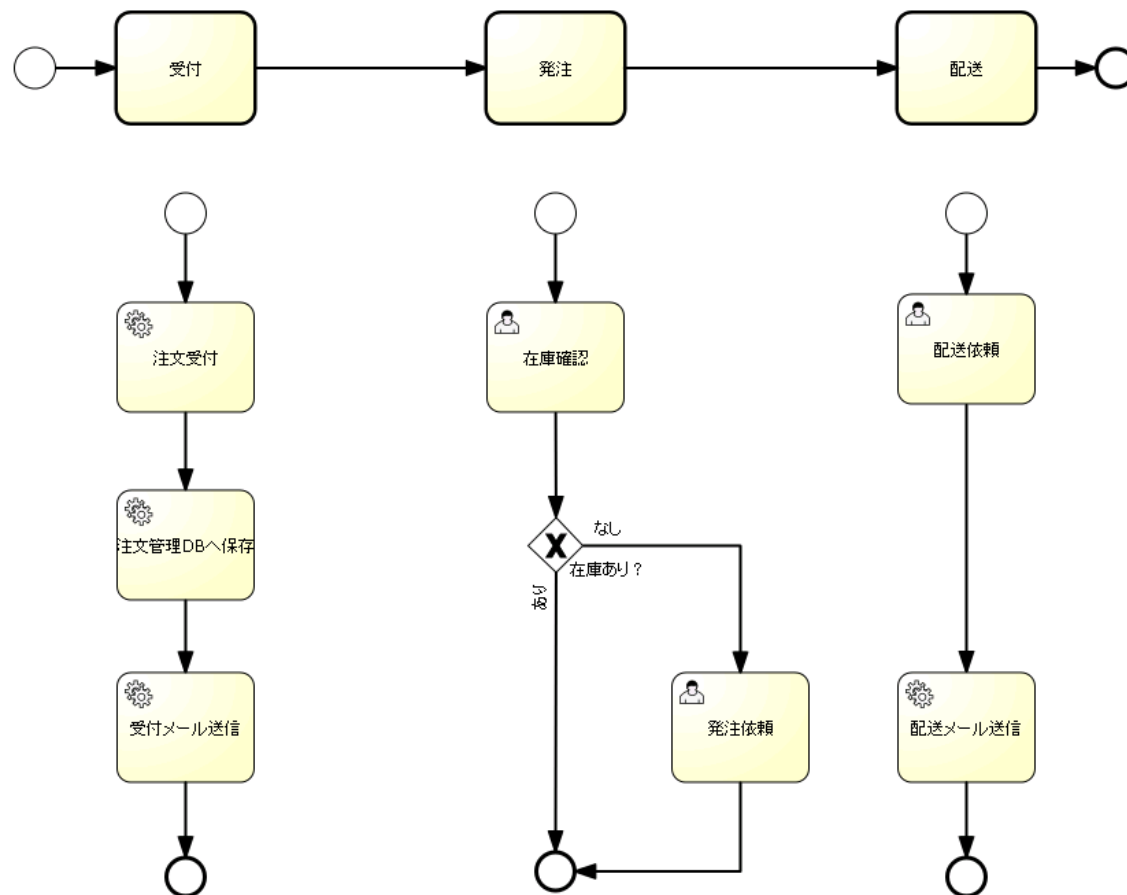 受付
発注
配送
注文受付
注文管理DBへ保存
受付メール送信
在庫確認
なし
在庫あり？
あり
発注依頼
配送依頼
配送メール送信